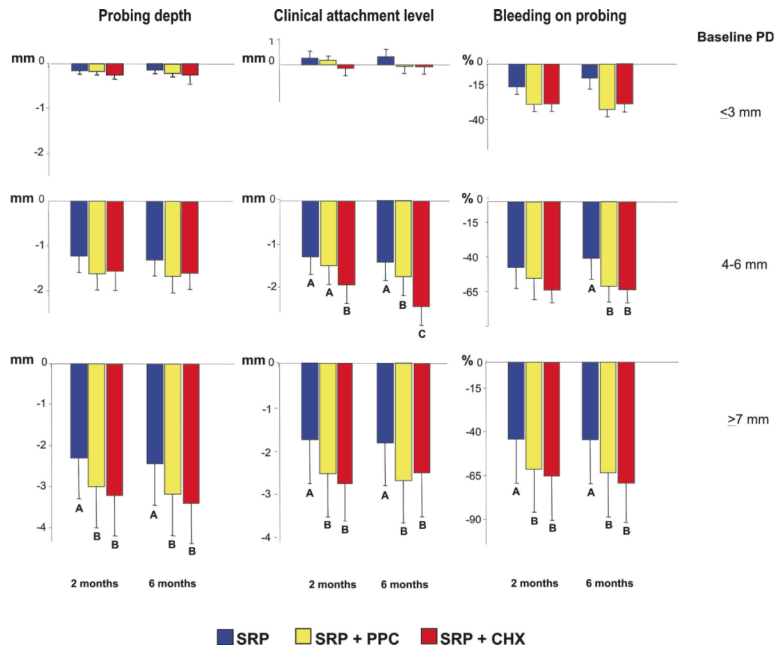 Probing depth Clinical attachment level Bleeding on probing
Baseline PD
mm 0 -1 -2
mm 1 0
% 0 -15 -40
≤3 mm
mm 0 -1 -2
mm 0 -1 -2
A A B A B C
% 0 -15 -40 -65
A B B
4-6 mm
mm 0 -1 -2 -3 -4
A B B A B B
mm 0 -1 -2 -3 -4
A B B A B B
% 0 -15 -40 -65 -90
A B B A B B
≥7 mm
2 months 6 months 2 months 6 months 2 months 6 months
SRP SRP + PPC SRP + CHX